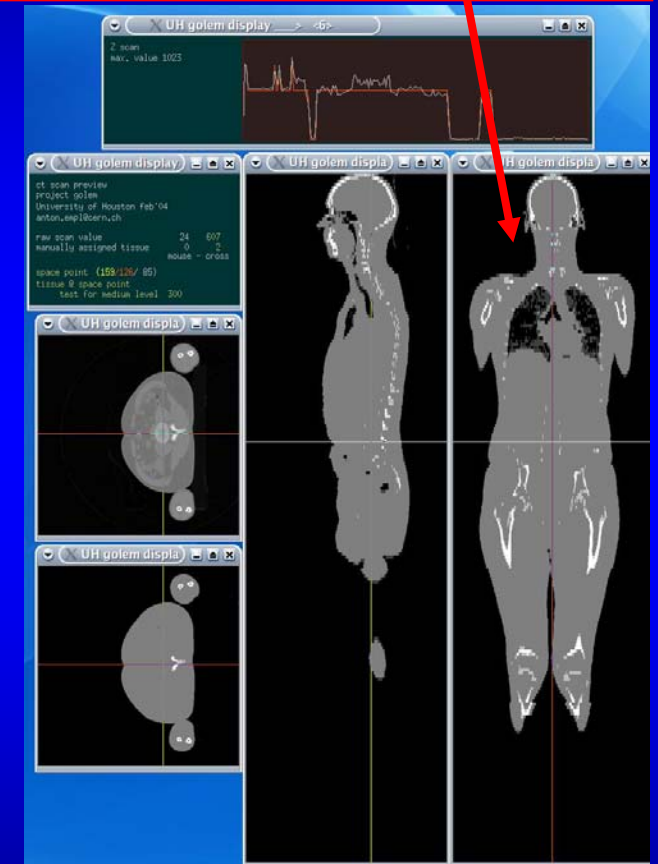 UH golem display ___> <6>
Z scan
max. value 1023
UH golem display
ct scan preview
project golem
University of Houston Feb'04
anton.empl@cern.ch
raw scan value 24 607
manually assigned tissue 0 2
mouse - cross
space point (159/126/ 85)
tissue @ space point
test for medium level 300
UH golem displa
UH golem displa
UH golem displa
UH golem displa